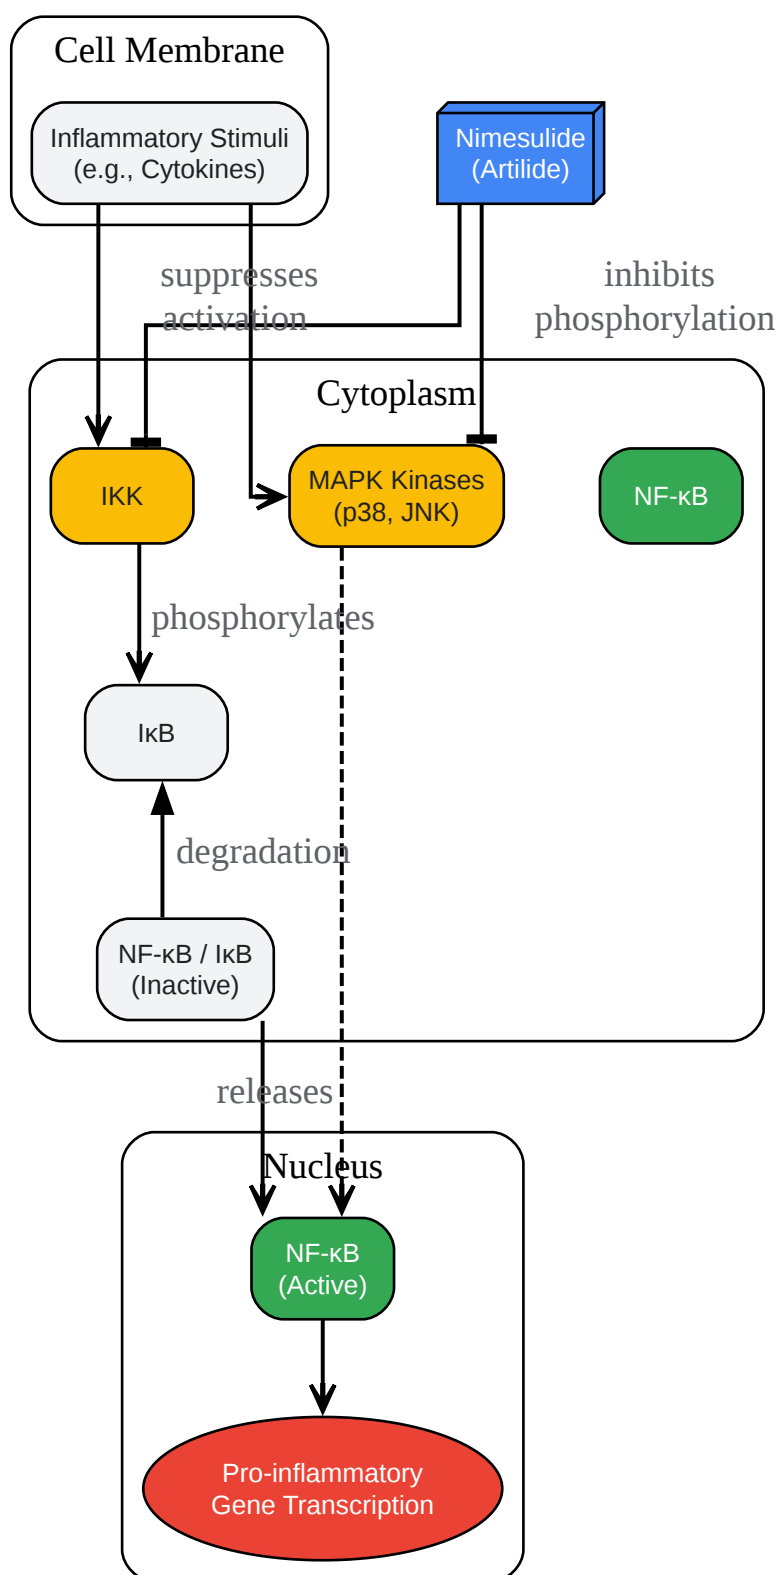 Cell Membrane
Inflammatory Stimuli
(e.g., Cytokines)
Nimesulide
(Artilide)
suppresses
activation
inhibits
phosphorylation
Cytoplasm
IKK
MAPK Kinases
(p38, JNK)
NF-κB
phosphorylates
IκB
degradation
NF-κB / IκB
(Inactive)
releases
Nucleus
NF-κB
(Active)
Pro-inflammatory
Gene Transcription